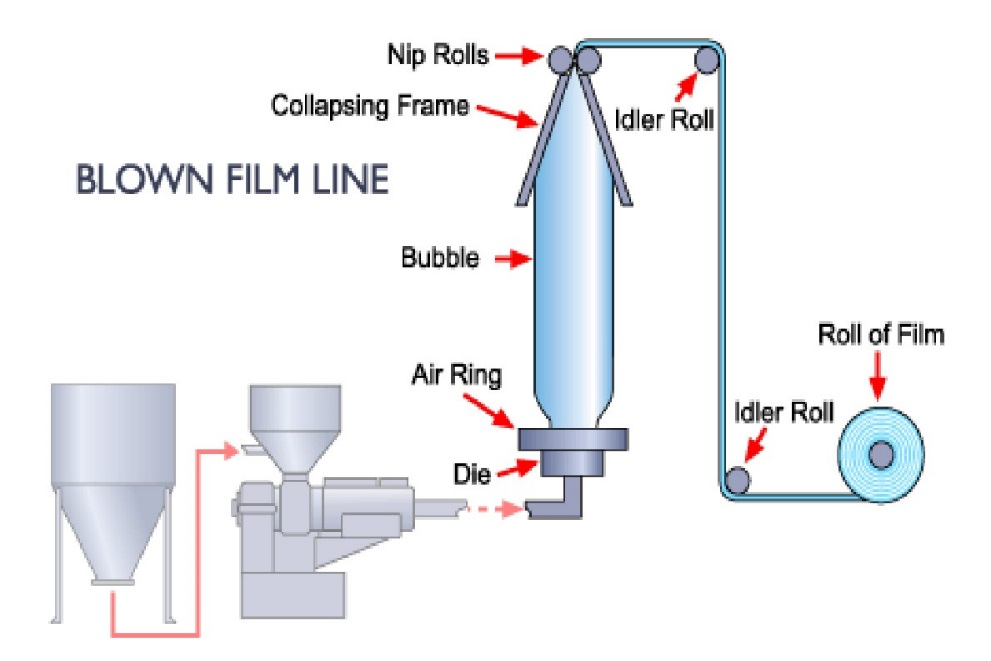 Nip Rolls
Collapsing Frame
Idler Roll
BLOWN FILM LINE
Bubble
Roll of Film
Air Ring
Idler Roll
Die